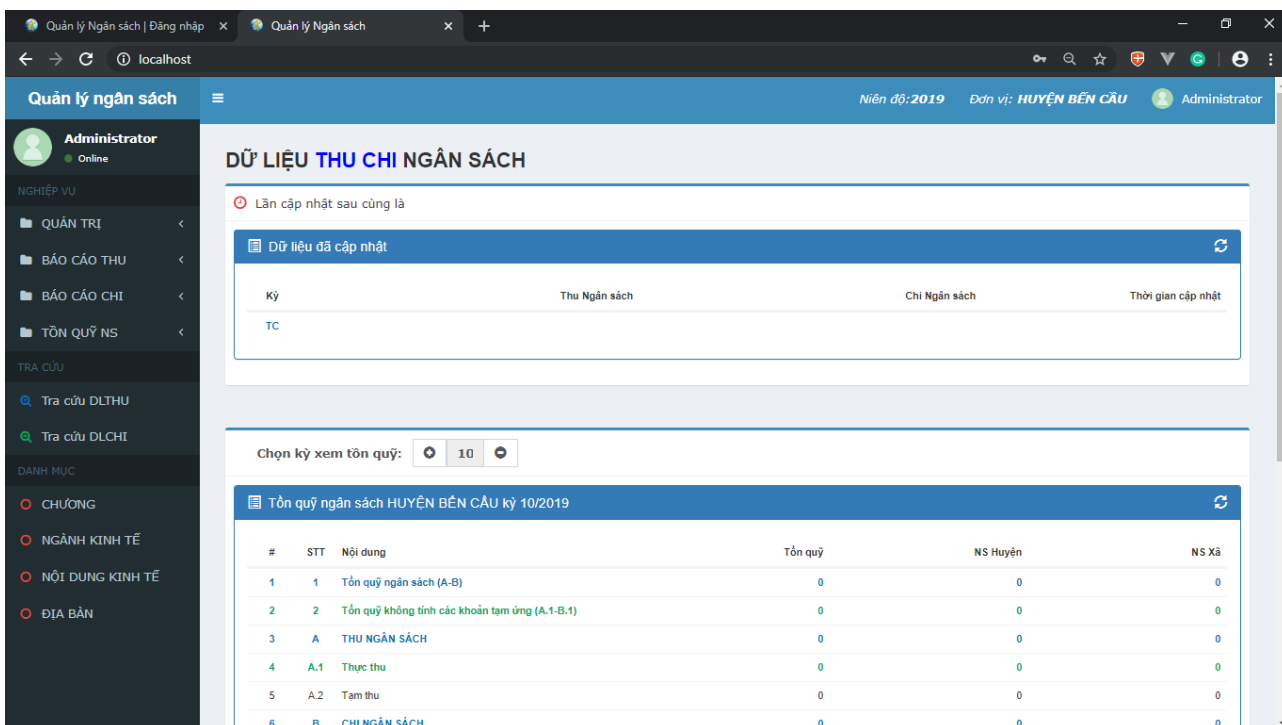 Quản lý Ngân sách | Đăng nhập
Quản lý Ngân sách
localhost
Quản lý ngân sách
Niên độ:2019 Đơn vị: HUYỆN BẾN CẦU Administrator
Administrator
Online
NGHIỆP VỤ
QUẢN TRỊ
BÁO CÁO THU
BÁO CÁO CHI
TỒN QUỸ NS
TRA CỨU
Tra cứu DLTHU
Tra cứu DLCHI
DANH MỤC
CHƯƠNG
NGÀNH KINH TẾ
NỘI DUNG KINH TẾ
ĐỊA BÀN
DỮ LIỆU THU CHI NGÂN SÁCH
Lần cập nhật sau cùng là
Dữ liệu đã cập nhật
Kỳ Thu Ngân sách Chi Ngân sách Thời gian cập nhật
TC
Chọn kỳ xem tồn quỹ: 10
Tồn quỹ ngân sách HUYỆN BẾN CẦU kỳ 10/2019
# STT Nội dung Tồn quỹ NS Huyện NS Xã
1 1 Tồn quỹ ngân sách (A-B) 0 0 0
2 2 Tồn quỹ không tính các khoản tạm ứng (A.1-B.1) 0 0 0
3 A THU NGÂN SÁCH 0 0 0
4 A.1 Thực thu 0 0 0
5 A.2 Tạm thu 0 0 0
6 B CHI NGÂN SÁCH 0 0 0